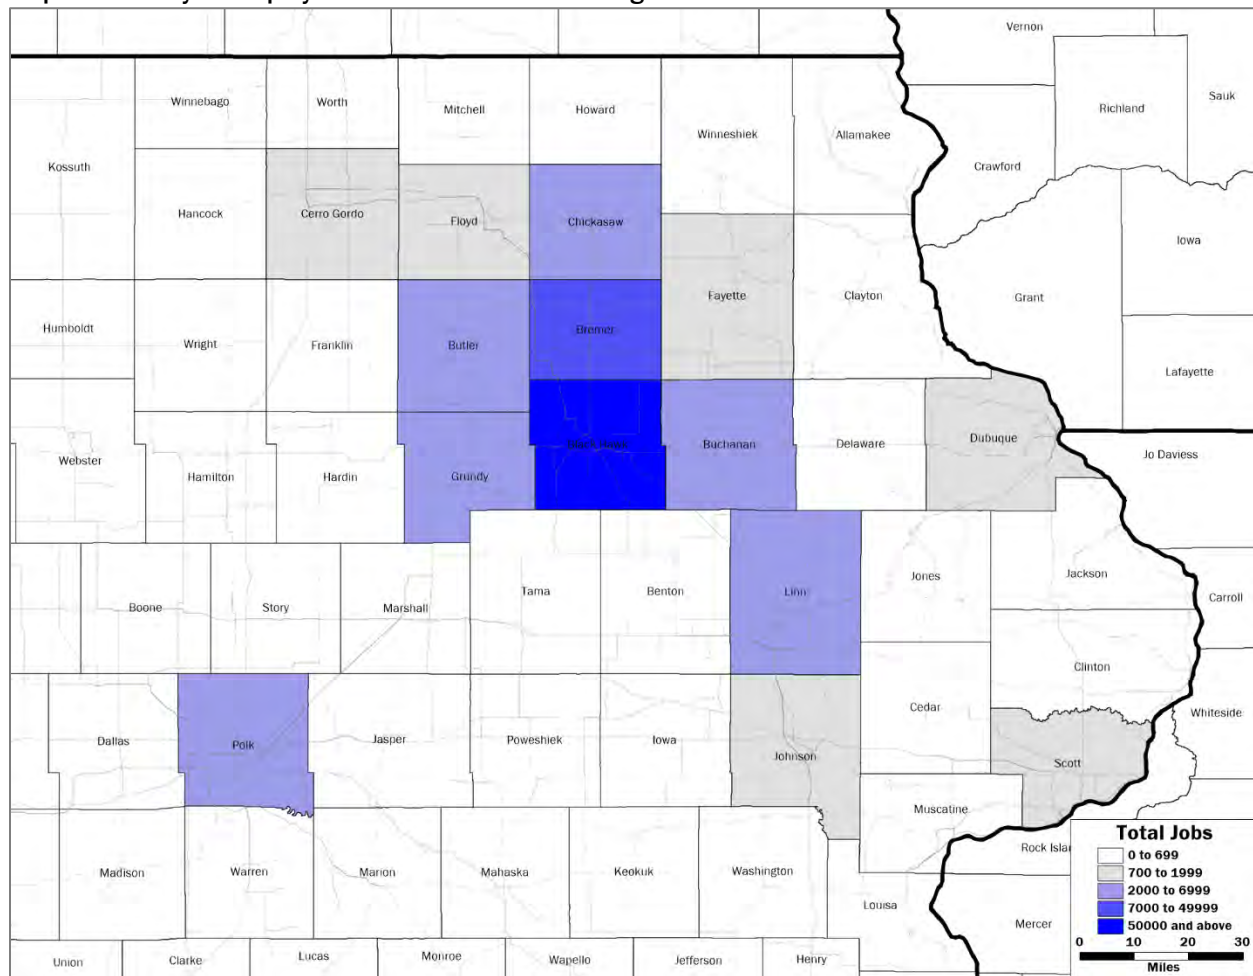 Vernon
Winnebago
Worth
Mitchell
Howard
Winneshiek
Allamakee
Richland
Sauk
Kossuth
Crawford
Hancock
Cerro Gordo
Floyd
Chickasaw
Iowa
Humboldt
Wright
Franklin
Butler
Bremer
Fayette
Clayton
Grant
Lafayette
Webster
Hamilton
Hardin
Grundy
Black Hawk
Buchanan
Delaware
Dubuque
Jo Daviess
Boone
Story
Marshall
Tama
Benton
Linn
Jones
Jackson
Carroll
Clinton
Dallas
Polk
Jasper
Poweshiek
Iowa
Johnson
Cedar
Scott
Whiteside
Muscatine
Rock Islan
Madison
Warren
Marion
Mahaska
Keokuk
Washington
Louisa
Mercer
Union
Clarke
Lucas
Monroe
Wapello
Jefferson
Henry
Total Jobs
0 to 699
700 to 1999
2000 to 6999
7000 to 49999
50000 and above
0 10 20 30
Miles